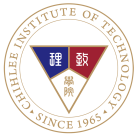 CHIHLEE INSTITUTE OF TECHNOLOGY
致理
學院
SINCE 1965